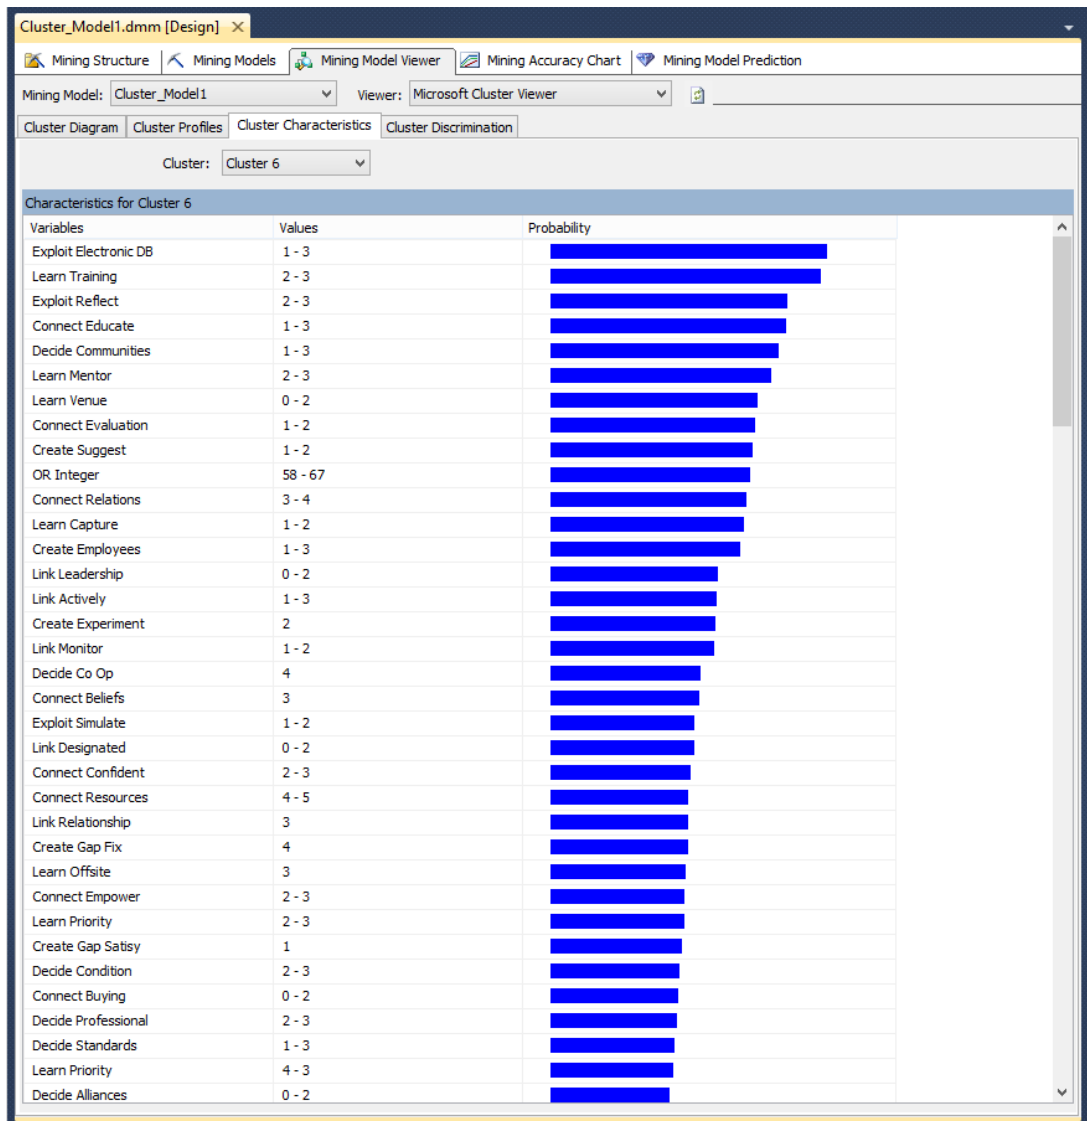 Cluster_Model1.dmm [Design]
Mining Structure Mining Models Mining Model Viewer Mining Accuracy Chart Mining Model Prediction
Mining Model: Cluster_Model1 Viewer: Microsoft Cluster Viewer
Cluster Diagram Cluster Profiles Cluster Characteristics Cluster Discrimination
Cluster: Cluster 6
Characteristics for Cluster 6
Variables Values Probability
Exploit Electronic DB 1 - 3
Learn Training 2 - 3
Exploit Reflect 2 - 3
Connect Educate 1 - 3
Decide Communities 1 - 3
Learn Mentor 2 - 3
Learn Venue 0 - 2
Connect Evaluation 1 - 2
Create Suggest 1 - 2
OR Integer 58 - 67
Connect Relations 3 - 4
Learn Capture 1 - 2
Create Employees 1 - 3
Link Leadership 0 - 2
Link Actively 1 - 3
Create Experiment 2
Link Monitor 1 - 2
Decide Co Op 4
Connect Beliefs 3
Exploit Simulate 1 - 2
Link Designated 0 - 2
Connect Confident 2 - 3
Connect Resources 4 - 5
Link Relationship 3
Create Gap Fix 4
Learn Offsite 3
Connect Empower 2 - 3
Learn Priority 2 - 3
Create Gap Satisy 1
Decide Condition 2 - 3
Connect Buying 0 - 2
Decide Professional 2 - 3
Decide Standards 1 - 3
Learn Priority 4 - 3
Decide Alliances 0 - 2